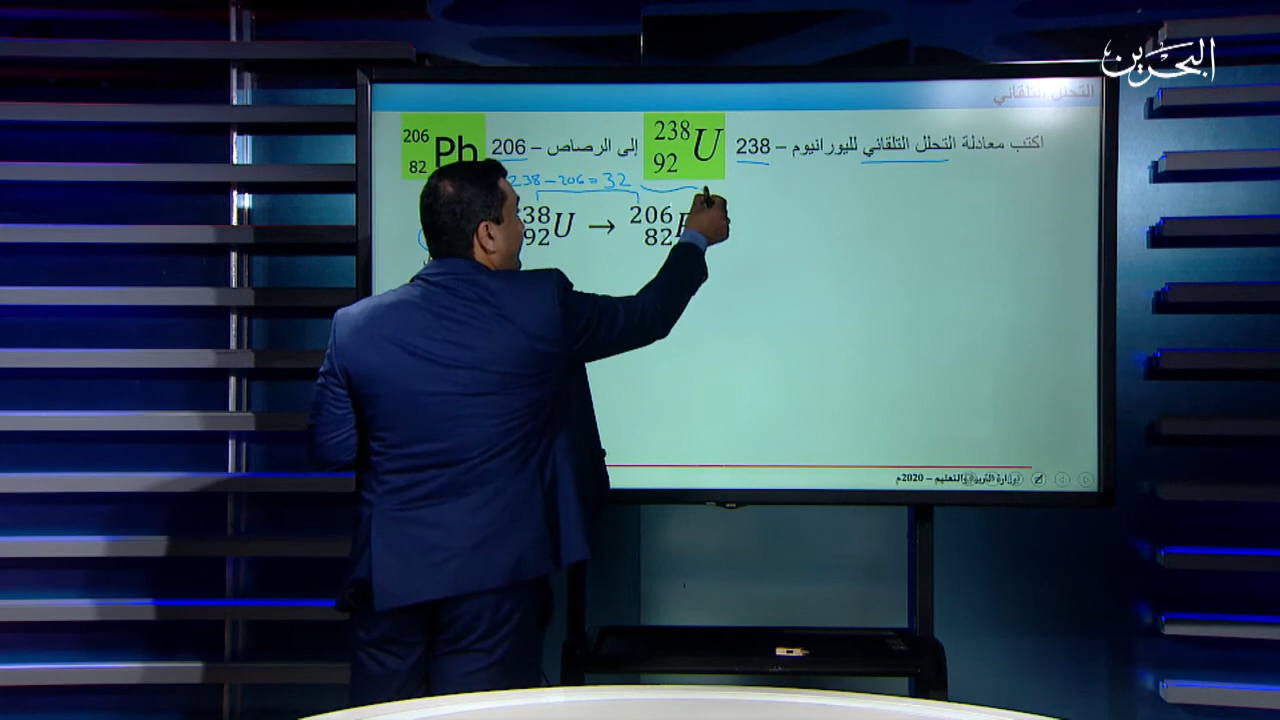 البحرين
التحلل التلقائي
اكتب معادلة التحلل التلقائي لليورانيوم – 238 238 92 U إلى الرصاص – 206 206 82 Pb
238 – 206 = 32
38 92 U → 206 82
وزارة التربية والتعليم – 2020م